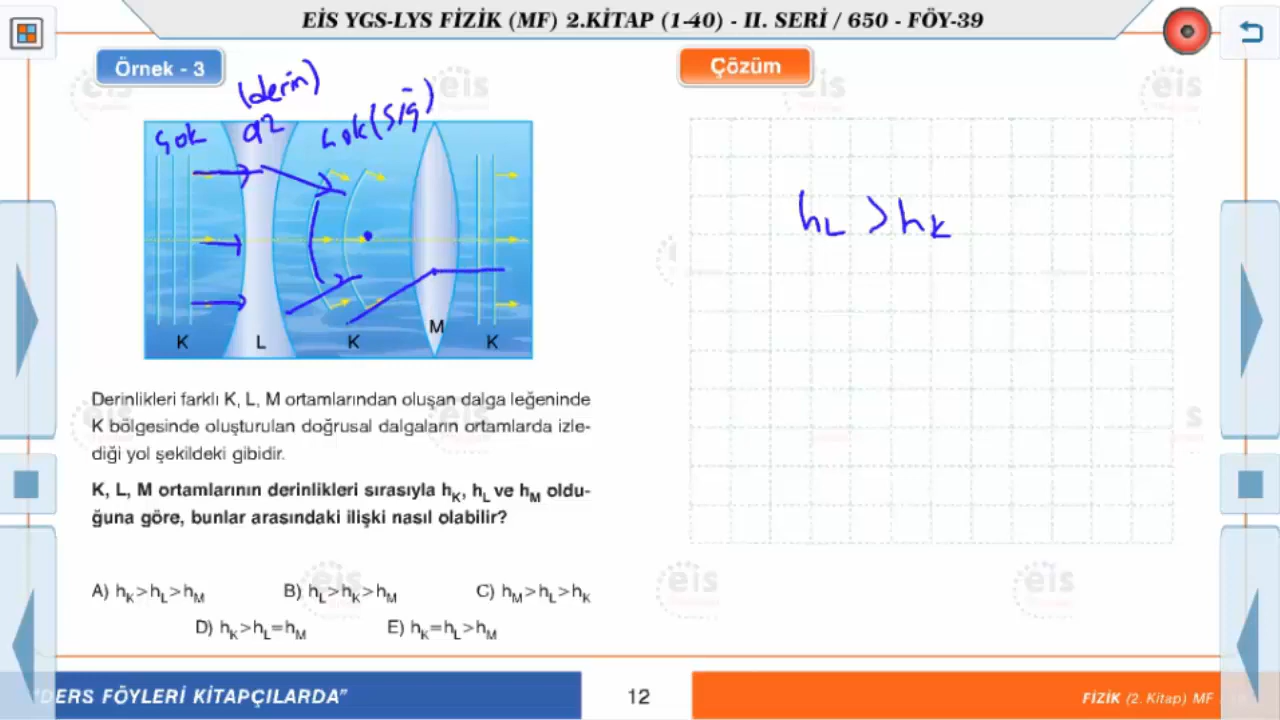 EİS YGS-LYS FİZİK (MF) 2.KİTAP (1-40) - II. SERİ / 650 - FÖY-39
Örnek - 3
Çözüm
(derin)
çok az çok (sığ)
hL > hK
M
K L K K
Derinlikleri farklı K, L, M ortamlarından oluşan dalga leğeninde
K bölgesinde oluşturulan doğrusal dalgaların ortamlarda izle-
diği yol şekildeki gibidir.
K, L, M ortamlarının derinlikleri sırasıyla hK, hL ve hM oldu-
ğuna göre, bunlar arasındaki ilişki nasıl olabilir?
A) hK>hL>hM B) hL>hK>hM C) hM>hL>hK
D) hK>hL=hM E) hK=hL>hM
"DERS FÖYLERİ KİTAPÇILARDA"
12
FİZİK (2. Kitap) MF